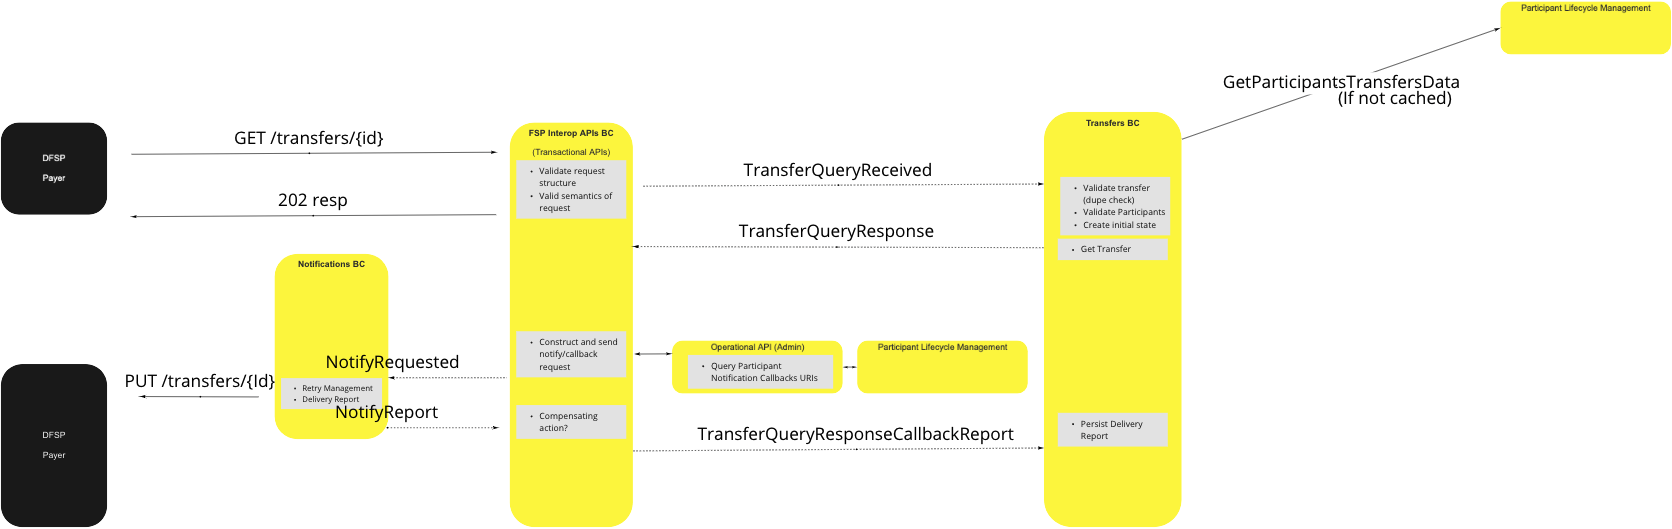 Participant Lifecycle Management
GetParticipantsTransfersData
(If not cached)
DFSP
Payer
GET /transfers/{id}
202 resp
FSP Interop APIs BC
(Transactional APIs)
• Validate request
structure
• Valid semantics of
request
TransferQueryReceived
TransferQueryResponse
Transfers BC
• Validate transfer
(dupe check)
• Validate Participants
• Create initial state
• Get Transfer
Notifications BC
• Construct and send
notify/callback
request
Operational API (Admin)
• Query Participant
Notification Callbacks URIs
Participant Lifecycle Management
NotifyRequested
PUT /transfers/{Id}
• Retry Management
• Delivery Report
NotifyReport
• Compensating
action?
TransferQueryResponseCallbackReport
• Persist Delivery
Report
DFSP
Payer